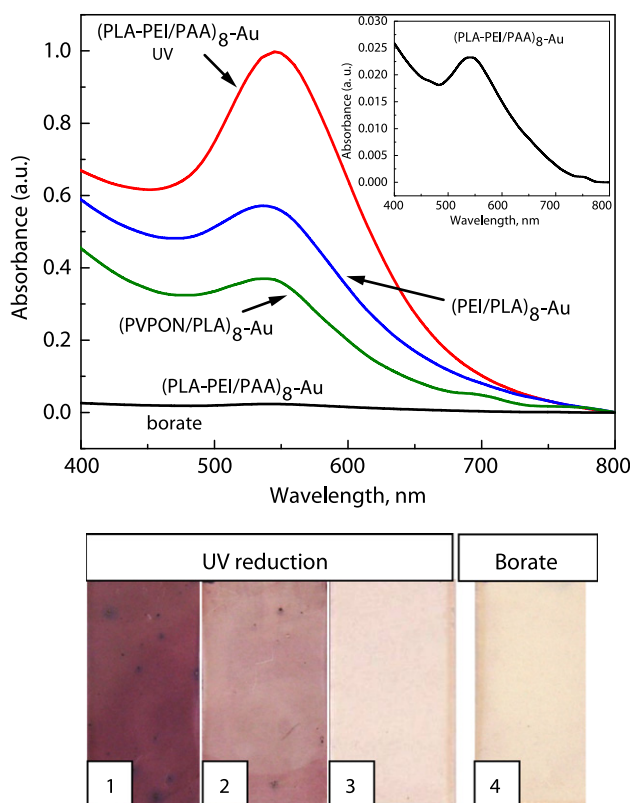 (PLA-PEI/PAA)8-Au
UV
1.0
0.8
0.6
0.4
0.2
0.0
Absorbance (a.u.)
400
500
600
700
800
Wavelength, nm
(PEI/PLA)8-Au
(PVPON/PLA)8-Au
(PLA-PEI/PAA)8-Au
borate
0.030
0.025
0.020
0.015
0.010
0.005
0.000
Absorbance (a.u.)
(PLA-PEI/PAA)8-Au
400
500
600
700
800
Wavelength, nm
UV reduction
Borate
1
2
3
4